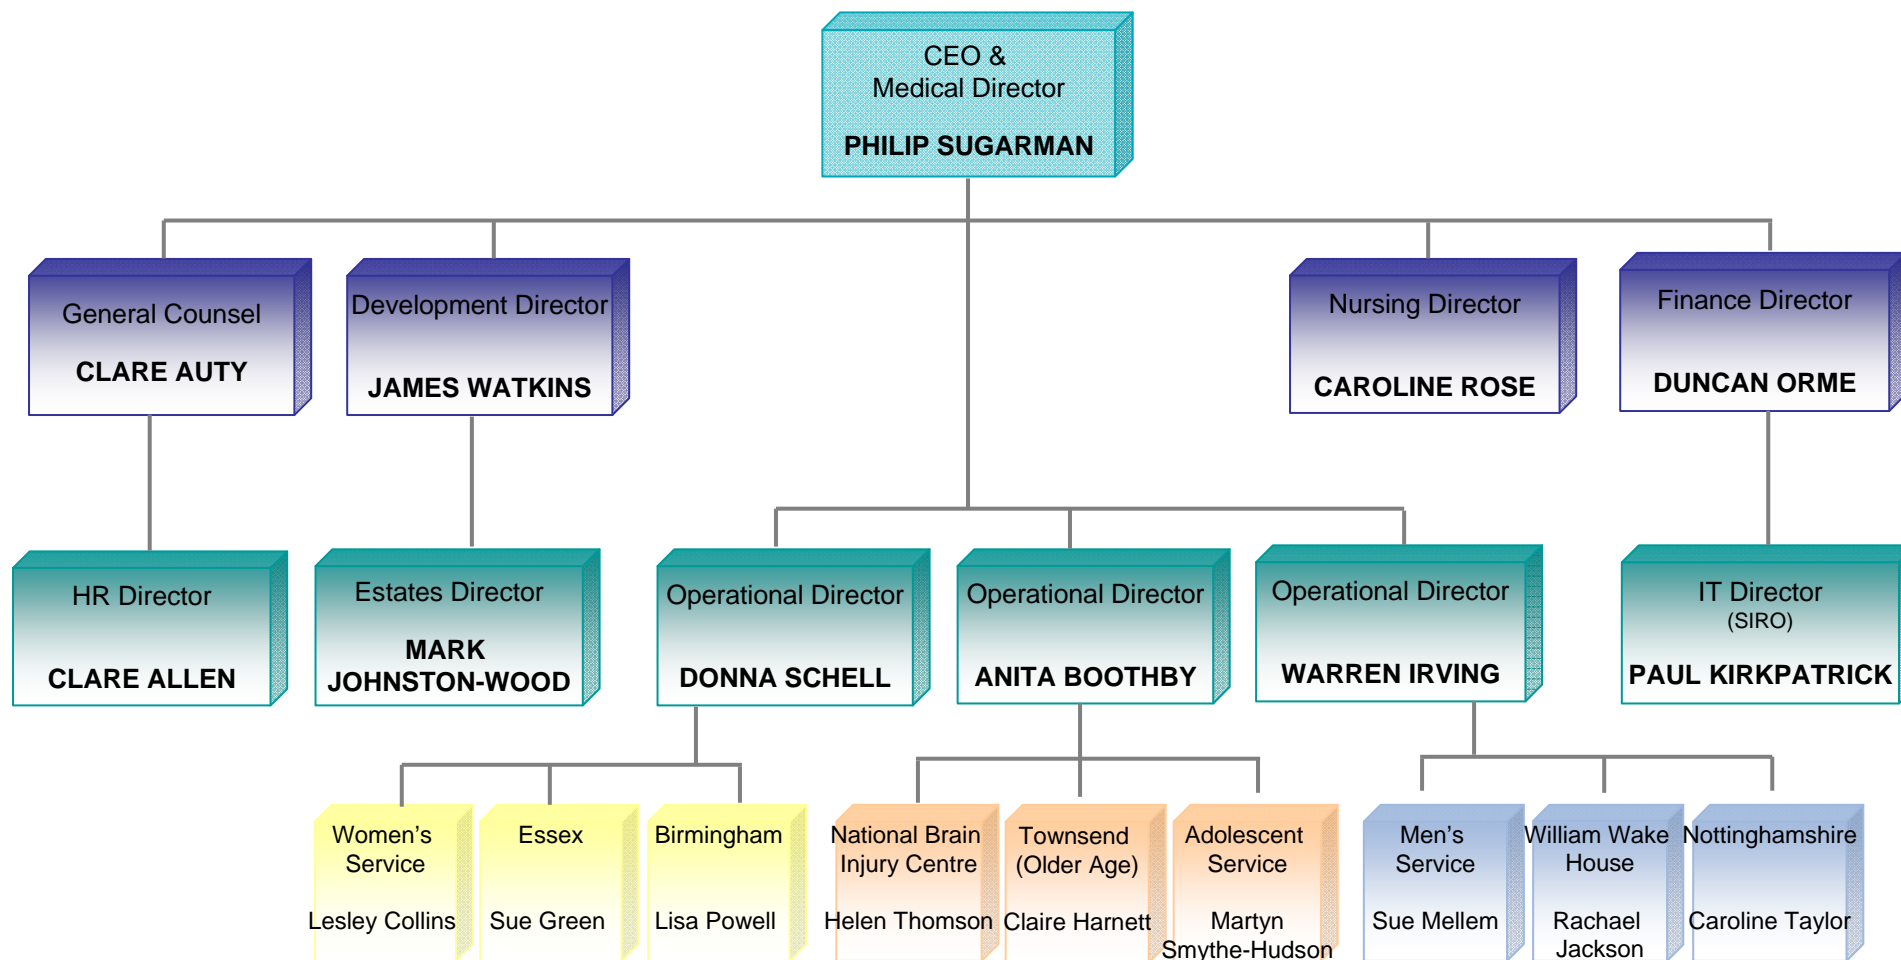 CEO &
Medical Director
PHILIP SUGARMAN
General Counsel
CLARE AUTY
Development Director
JAMES WATKINS
Nursing Director
CAROLINE ROSE
Finance Director
DUNCAN ORME
HR Director
CLARE ALLEN
Estates Director
MARK
JOHNSTON-WOOD
Operational Director
DONNA SCHELL
Operational Director
ANITA BOOTHBY
Operational Director
WARREN IRVING
IT Director
(SIRO)
PAUL KIRKPATRICK
Women's
Service
Lesley Collins
Essex
Sue Green
Birmingham
Lisa Powell
National Brain
Injury Centre
Helen Thomson
Townsend
(Older Age)
Claire Harnett
Adolescent
Service
Martyn
Smythe-Hudson
Men's
Service
Sue Mellem
William Wake
House
Rachael
Jackson
Nottinghamshire
Caroline Taylor